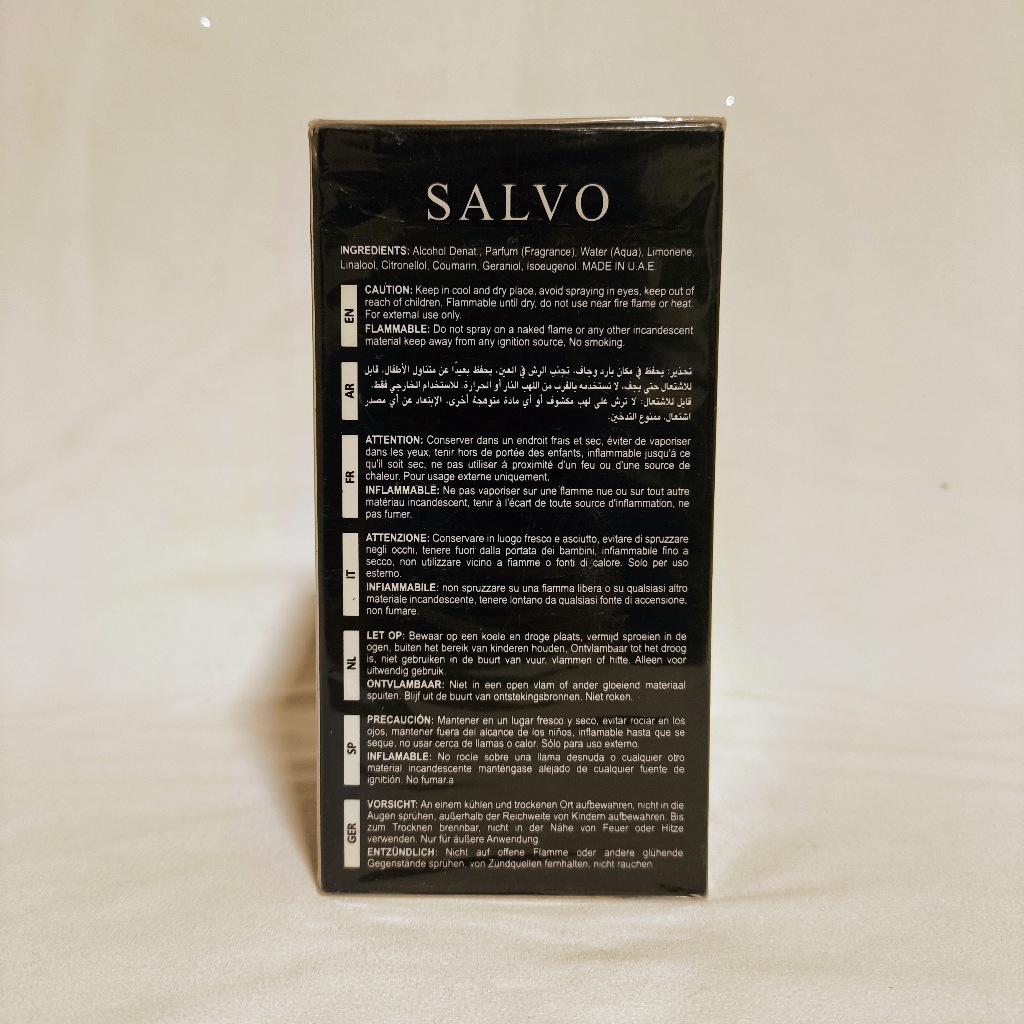 SALVO
INGREDIENTS: Alcohol Denat., Parfum (Fragrance), Water (Aqua), Limonene,
Linalool, Citronellol, Coumarin, Geraniol, isoeugenol. MADE IN U.A.E.
EN
CAUTION: Keep in cool and dry place, avoid spraying in eyes, keep out of
reach of children, Flammable until dry, do not use near fire flame or heat.
For external use only.
FLAMMABLE: Do not spray on a naked flame or any other incandescent
material keep away from any ignition source, No smoking.
AR
تحذير: يحفظ في مكان بارد وجاف، تجنب الرش في العين، يحفظ بعيدًا عن متناول الأطفال، قابل
للاشتعال حتى يجف، لا تستخدمه بالقرب من اللهب النار أو الحرارة. للاستخدام الخارجي فقط.
قابل للاشتعال: لا ترش على لهب مكشوف أو أي مادة متوهجة أخرى، الإبتعاد عن أي مصدر
اشتعال، ممنوع التدخين.
FR
ATTENTION: Conserver dans un endroit frais et sec, éviter de vaporiser
dans les yeux, tenir hors de portée des enfants, inflammable jusqu'à ce
qu'il soit sec, ne pas utiliser à proximité d'un feu ou d'une source de
chaleur. Pour usage externe uniquement.
INFLAMMABLE: Ne pas vaporiser sur une flamme nue ou sur tout autre
matériau incandescent, tenir à l'écart de toute source d'inflammation, ne
pas fumer.
IT
ATTENZIONE: Conservare in luogo fresco e asciutto, evitare di spruzzare
negli occhi, tenere fuori dalla portata dei bambini, infiammabile fino a
secco, non utilizzare vicino a fiamme o fonti di calore. Solo per uso
esterno.
INFIAMMABILE: non spruzzare su una fiamma libera o su qualsiasi altro
materiale incandescente, tenere lontano da qualsiasi fonte di accensione,
non fumare.
NL
LET OP: Bewaar op een koele en droge plaats, vermijd sproeien in de
ogen, buiten het bereik van kinderen houden, Ontvlambaar tot het droog
is, niet gebruiken in de buurt van vuur, vlammen of hitte. Alleen voor
uitwendig gebruik.
ONTVLAMBAAR: Niet in een open vlam of ander gloeiend materiaal
spuiten. Blijf uit de buurt van ontstekingsbronnen. Niet roken.
SP
PRECAUCIÓN: Mantener en un lugar fresco y seco, evitar rociar en los
ojos, mantener fuera del alcance de los niños, inflamable hasta que se
seque, no usar cerca de llamas o calor. Sólo para uso externo.
INFLAMABLE: No rocíe sobre una llama desnuda o cualquier otro
material incandescente manténgase alejado de cualquier fuente de
ignición. No fumar.a
GER
VORSICHT: An einem kühlen und trockenen Ort aufbewahren, nicht in die
Augen sprühen, außerhalb der Reichweite von Kindern aufbewahren. Bis
zum Trocknen brennbar, nicht in der Nähe von Feuer oder Hitze
verwenden. Nur für äußere Anwendung.
ENTZÜNDLICH: Nicht auf offene Flamme oder andere glühende
Gegenstände sprühen, von Zündquellen fernhalten, nicht rauchen.